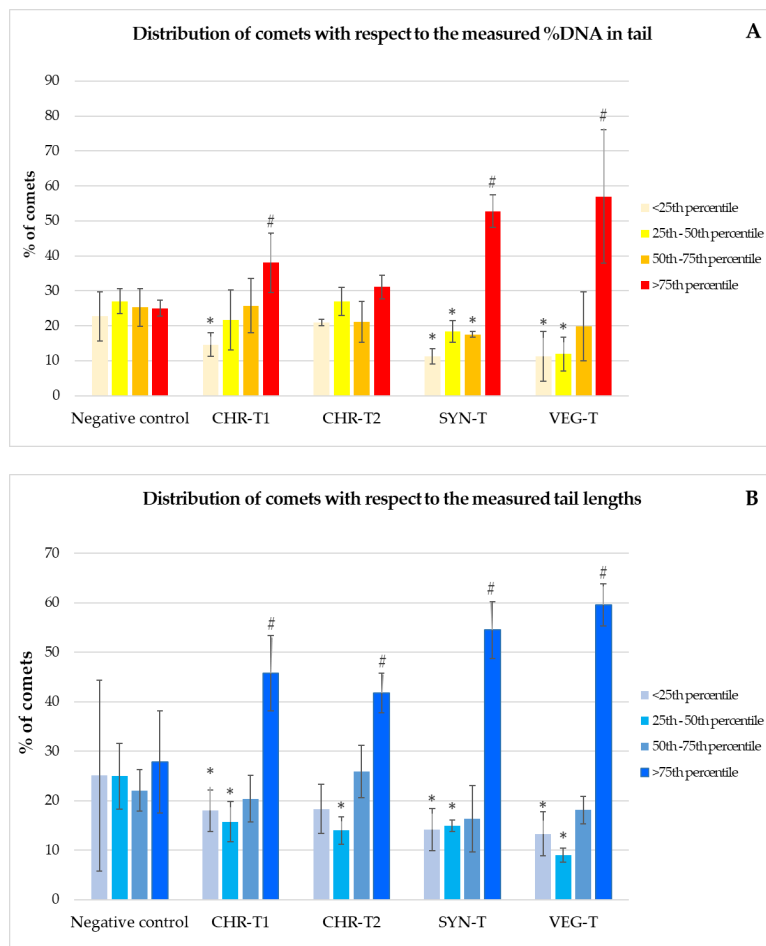 Distribution of comets with respect to the measured %DNA in tail
A
90
80
70
60
50
40
30
20
10
0
% of comets
#
#
#
*
*
*
*
*
*
Negative control
CHR-T1
CHR-T2
SYN-T
VEG-T
<25th percentile
25th - 50th percentile
50th -75th percentile
>75th percentile
Distribution of comets with respect to the measured tail lengths
B
70
60
50
40
30
20
10
0
% of comets
#
#
#
#
*
*
*
*
*
*
*
Negative control
CHR-T1
CHR-T2
SYN-T
VEG-T
<25th percentile
25th - 50th percentile
50th -75th percentile
>75th percentile